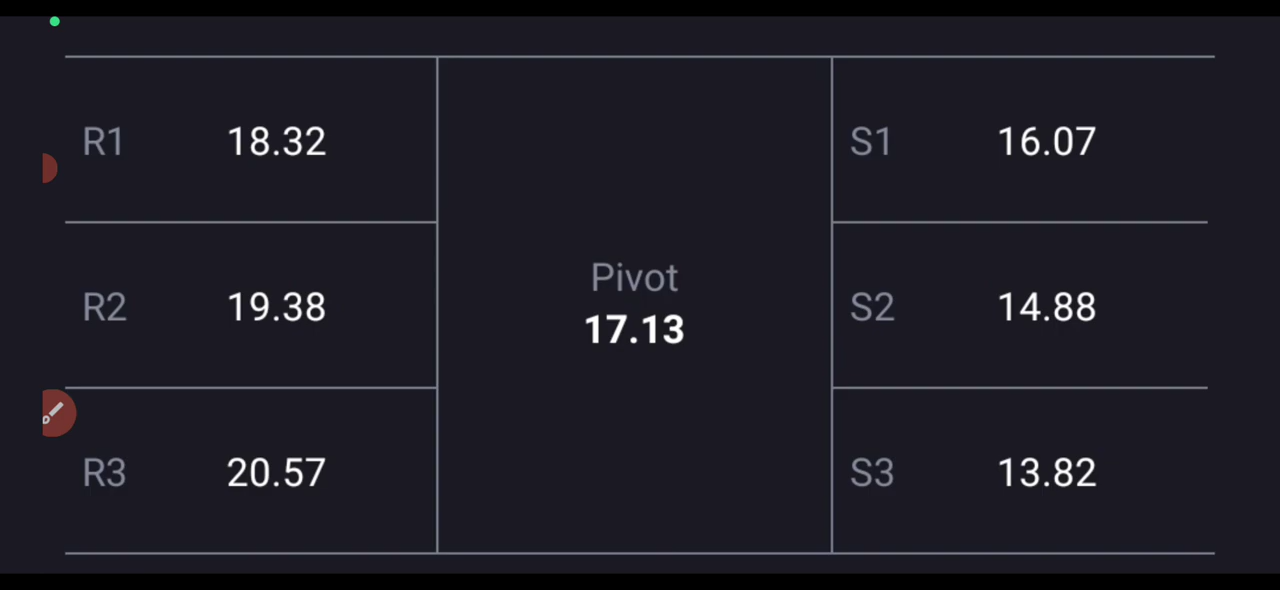 R1 18.32
S1 16.07
Pivot
17.13
R2 19.38
S2 14.88
R3 20.57
S3 13.82